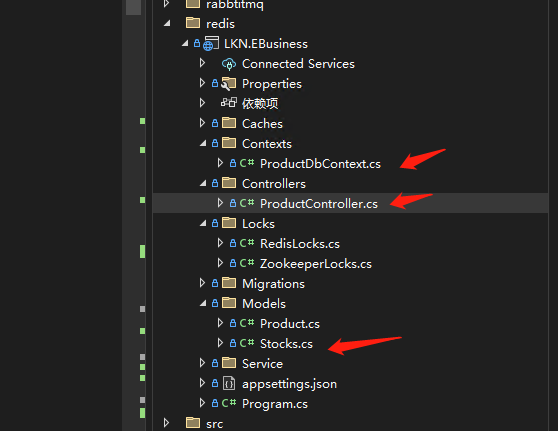 rabbtitmq
redis
LKN.EBusiness
Connected Services
Properties
依赖项
Caches
Contexts
C# ProductDbContext.cs
Controllers
C# ProductController.cs
Locks
C# RedisLocks.cs
C# ZookeeperLocks.cs
Migrations
Models
C# Product.cs
C# Stocks.cs
Service
appsettings.json
C# Program.cs
src